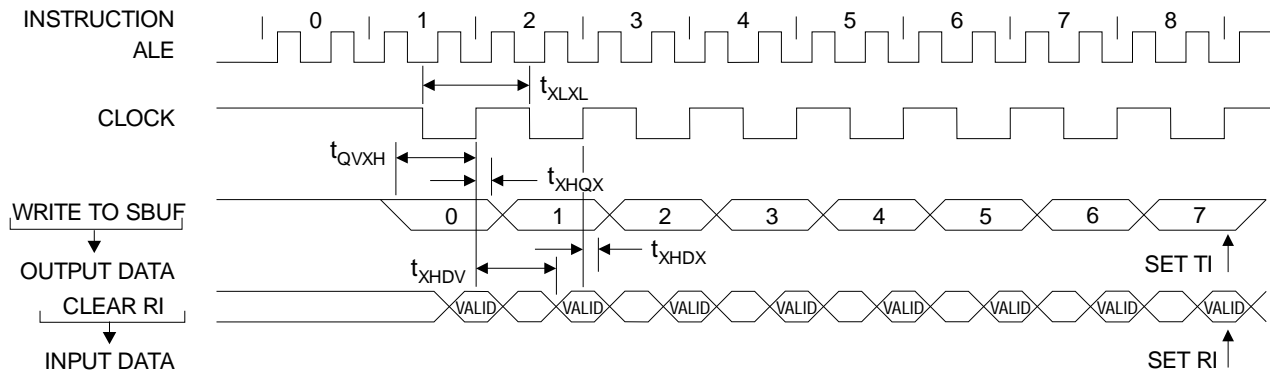 INSTRUCTION 0 1 2 3 4 5 6 7 8
ALE
tXLXL
CLOCK
tQVXH
tXHQX
WRITE TO SBUF 0 1 2 3 4 5 6 7
tXHDX
SET TI
OUTPUT DATA
tXHDV
CLEAR RI VALID VALID VALID VALID VALID VALID VALID VALID
INPUT DATA
SET RI